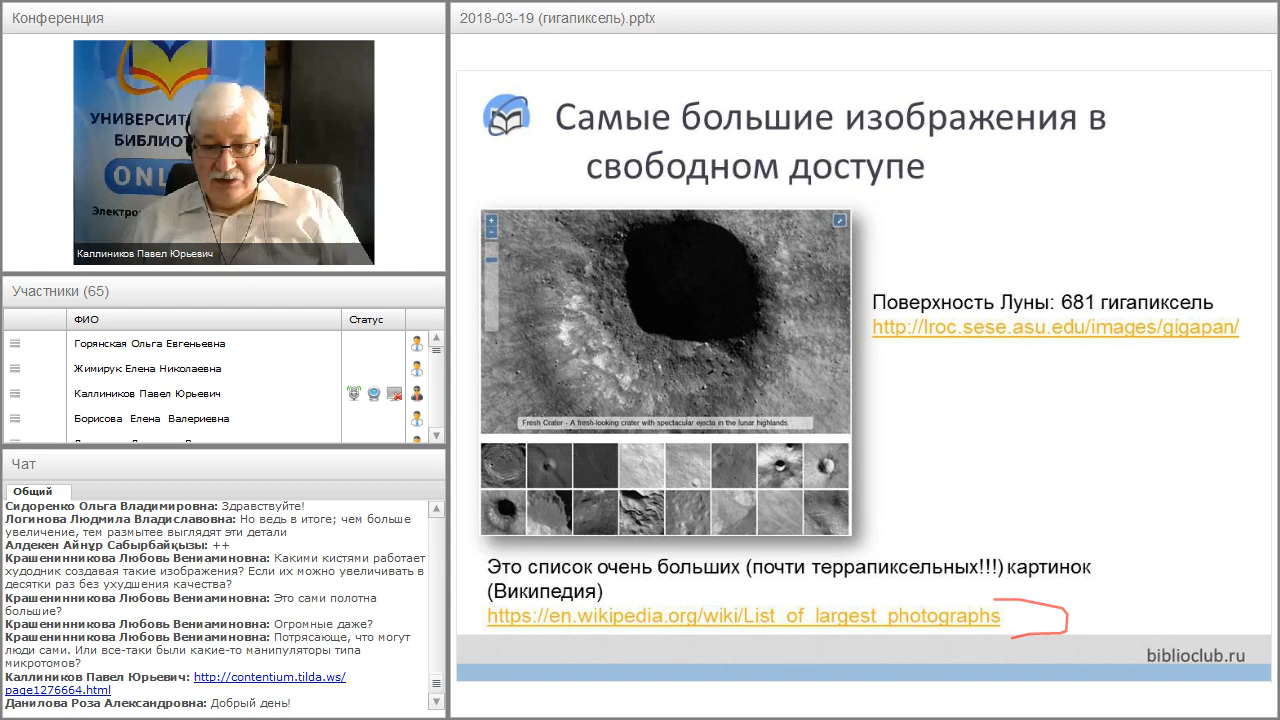 Конференция
УНИВЕРСИТ
БИБЛИО
ONL
Электро
Каллиников Павел Юрьевич
Участники (65)
ФИО Статус
Горянская Ольга Евгеньевна
Жимирук Елена Николаевна
Каллиников Павел Юрьевич
Борисова Елена Валериевна
Чат
Общий
Сидоренко Ольга Владимировна: Здравствуйте!
Логинова Людмила Владиславовна: Но ведь в итоге; чем больше
увеличение, тем размытее выглядят эти детали
Алдекен Айнұр Сабырбайқызы: ++
Крашенинникова Любовь Вениаминовна: Какими кистями работает
худодник создавая такие изображения? Если их можно увеличивать в
десятки раз без ухудшения качества?
Крашенинникова Любовь Вениаминовна: Это сами полотна
большие?
Крашенинникова Любовь Вениаминовна: Огромные даже?
Крашенинникова Любовь Вениаминовна: Потрясающе, что могут
люди сами. Или все-таки были какие-то манипуляторы типа
микротомов?
Каллиников Павел Юрьевич: http://contentium.tilda.ws/
page1276664.html
Данилова Роза Александровна: Добрый день!
2018-03-19 (гигапиксель).pptx
Самые большие изображения в
свободном доступе
Fresh Crater - A fresh-looking crater with spectacular ejecta in the lunar highlands.
Поверхность Луны: 681 гигапиксель
http://lroc.sese.asu.edu/images/gigapan/
Это список очень больших (почти террапиксельных!!!) картинок
(Википедия)
https://en.wikipedia.org/wiki/List_of_largest_photographs
biblioclub.ru